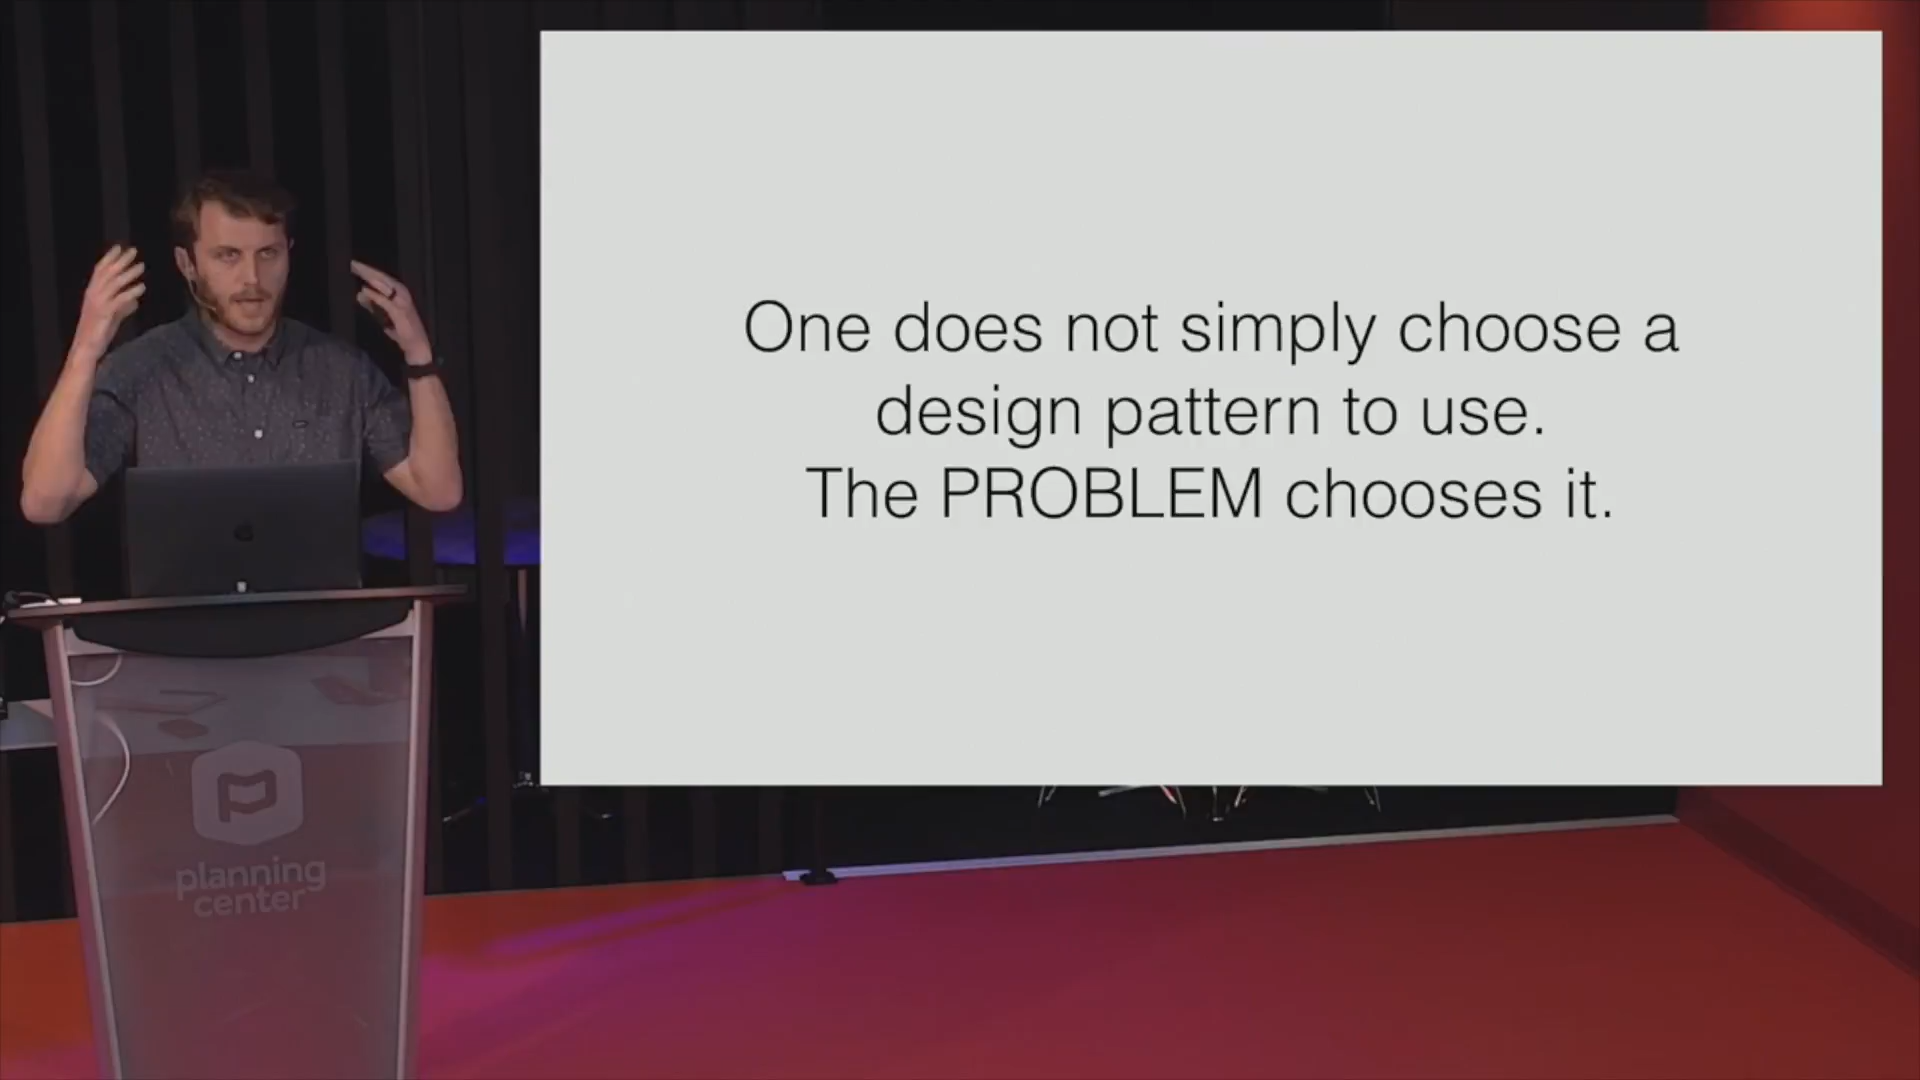 One does not simply choose a
design pattern to use.
The PROBLEM chooses it.
planning
center